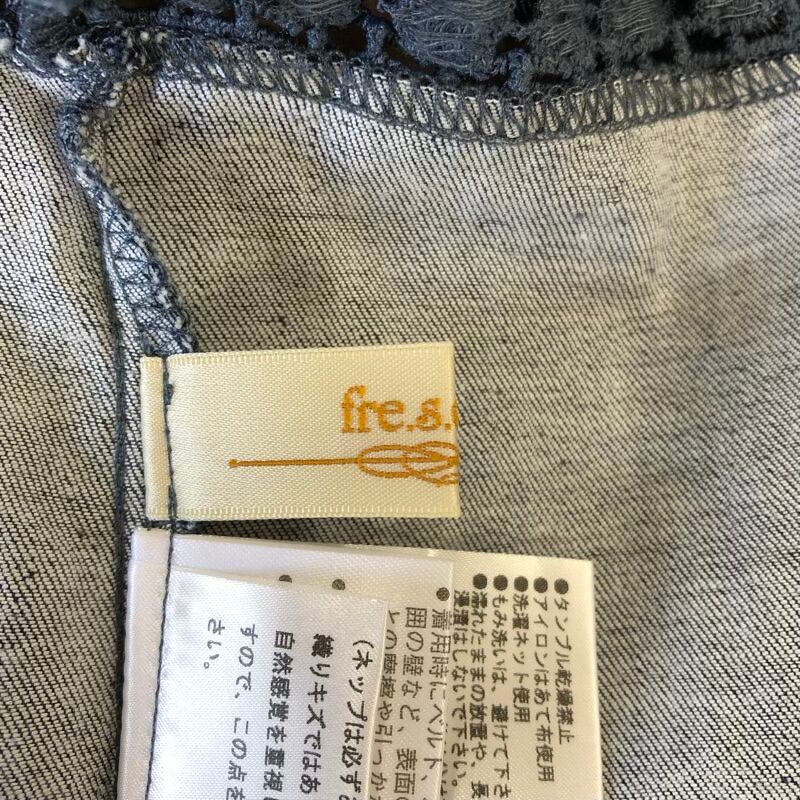 fre.s.
●タンブル乾燥禁止
●アイロンはあて布使用
●洗濯ネット使用
●もみ洗いは、避けて下さ
●濡れたままの放置や、長
浸漬はしないで下さい。
着用時にベルト、
囲の壁など、表面の
との摩擦や引っか
(ネップは必ず
織りキズではあ
自然感覚を重視
すので、この点を
さい。